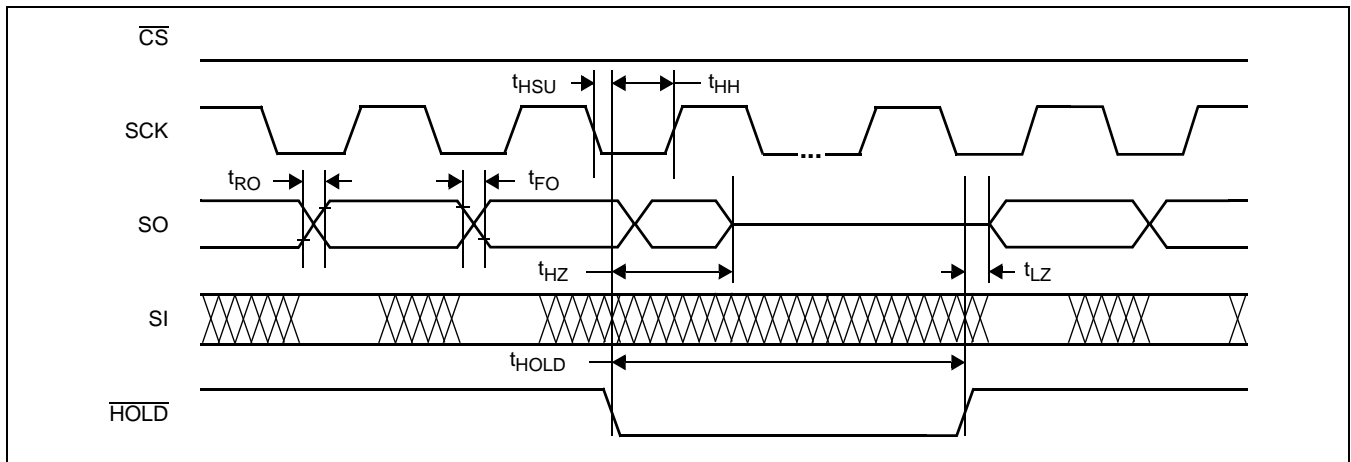 CS
tHSU
tHH
SCK
...
tRO
tFO
SO
tHZ
tLZ
SI
tHOLD
HOLD